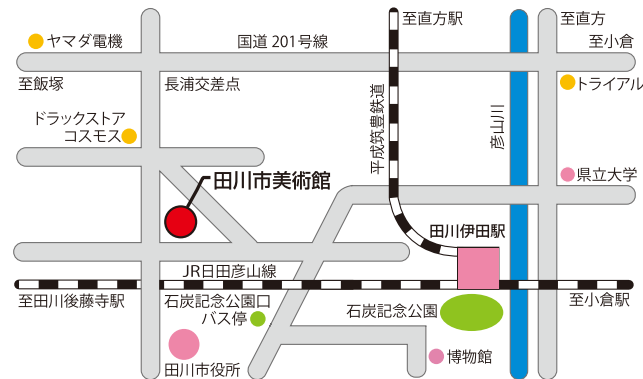 ヤマダ電機
国道 201号線
至直方駅
至直方
至小倉
至飯塚
長浦交差点
トライアル
ドラックストア
コスモス
平成筑豊鉄道
彦山川
田川市美術館
県立大学
田川伊田駅
JR日田彦山線
至田川後藤寺駅
石炭記念公園口
バス停
石炭記念公園
至小倉駅
田川市役所
博物館